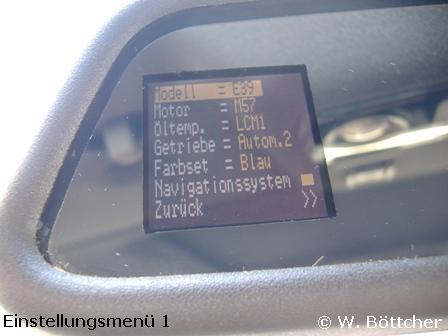 Modell = E39
Motor = M57
Öltemp. = LCM1
Getriebe = Autom.2
Farbset = Blau
Navigationssystem
Zurück >>
Einstellungsmenü 1
© W. Böttcher